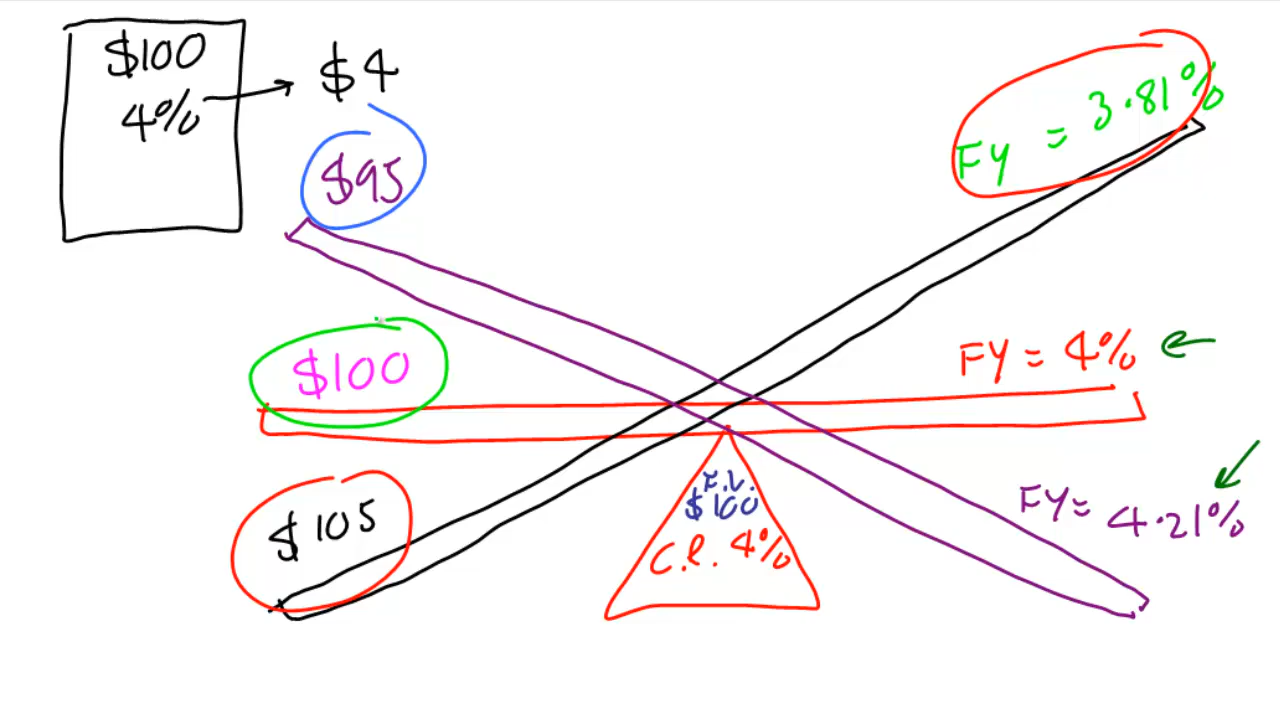 $100
4%
$4
$95
FY = 3.81%
$100
FY = 4%
$105
F.V.
$100
C.R. 4%
FY = 4.21%